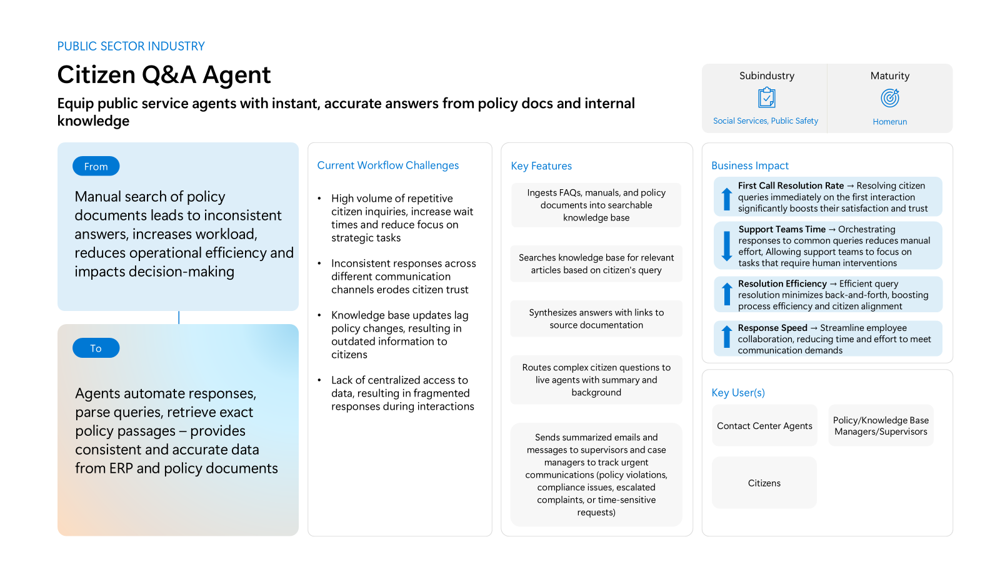 PUBLIC SECTOR INDUSTRY
Citizen Q&A Agent
Equip public service agents with instant, accurate answers from policy docs and internal
knowledge
Subindustry
Social Services, Public Safety
Maturity
Homerun
From
Manual search of policy
documents leads to inconsistent
answers, increases workload,
reduces operational efficiency and
impacts decision-making
To
Agents automate responses,
parse queries, retrieve exact
policy passages – provides
consistent and accurate data
from ERP and policy documents
Current Workflow Challenges
• High volume of repetitive
citizen inquiries, increase wait
times and reduce focus on
strategic tasks
• Inconsistent responses across
different communication
channels erodes citizen trust
• Knowledge base updates lag
policy changes, resulting in
outdated information to
citizens
• Lack of centralized access to
data, resulting in fragmented
responses during interactions
Key Features
Ingests FAQs, manuals, and policy
documents into searchable
knowledge base
Searches knowledge base for relevant
articles based on citizen's query
Synthesizes answers with links to
source documentation
Routes complex citizen questions to
live agents with summary and
background
Sends summarized emails and
messages to supervisors and case
managers to track urgent
communications (policy violations,
compliance issues, escalated
complaints, or time-sensitive
requests)
Business Impact
First Call Resolution Rate → Resolving citizen
queries immediately on the first interaction
significantly boosts their satisfaction and trust
Support Teams Time → Orchestrating
responses to common queries reduces manual
effort, Allowing support teams to focus on
tasks that require human interventions
Resolution Efficiency → Efficient query
resolution minimizes back-and-forth, boosting
process efficiency and citizen alignment
Response Speed → Streamline employee
collaboration, reducing time and effort to meet
communication demands
Key User(s)
Contact Center Agents
Policy/Knowledge Base
Managers/Supervisors
Citizens